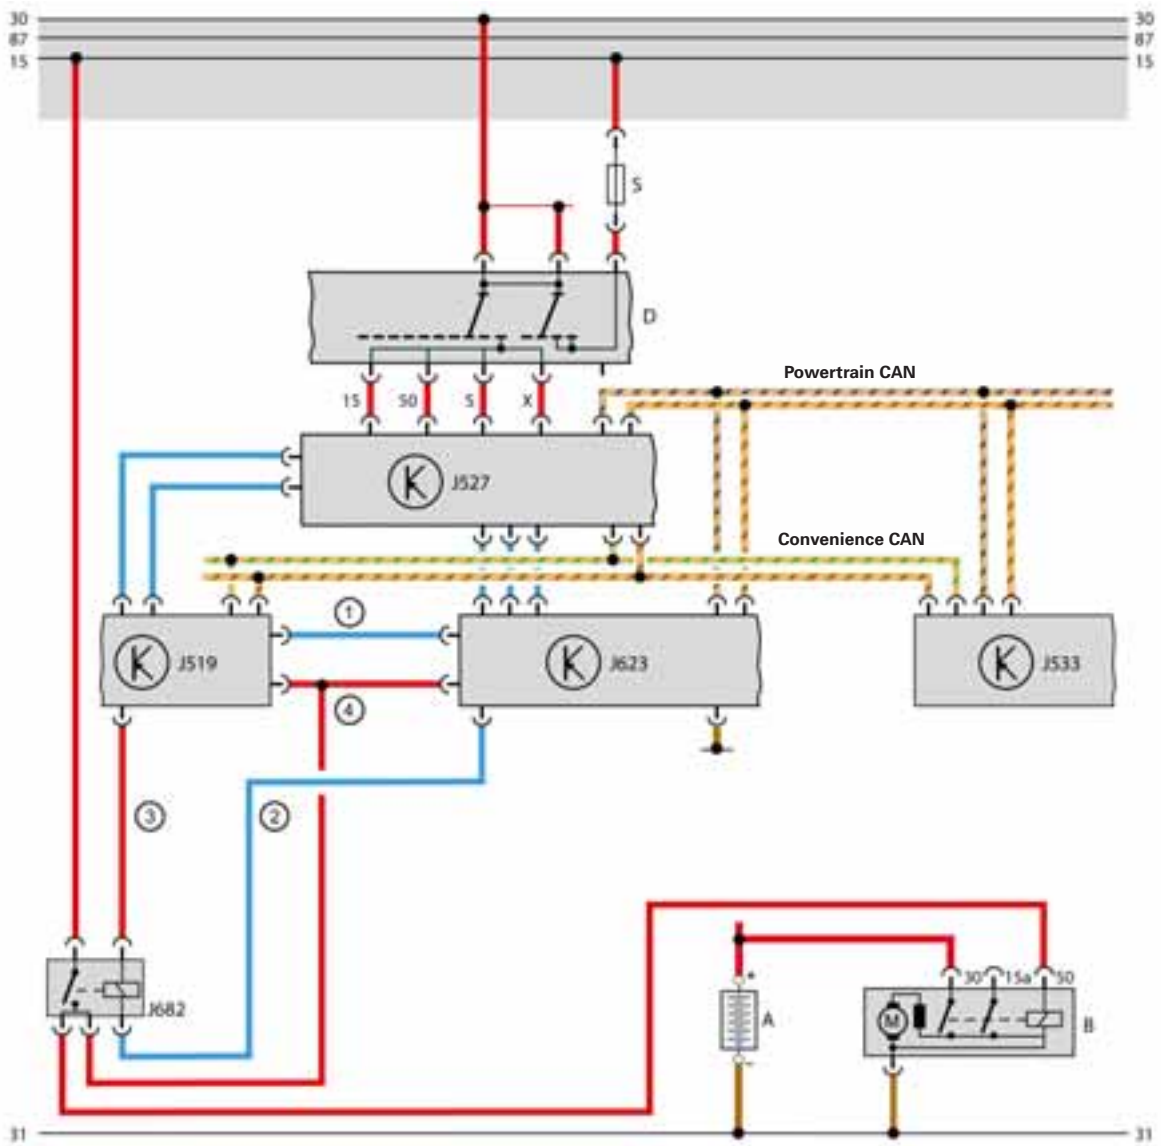 30 30
87 87
15 15
S
D
Powertrain CAN
15 50 S X
J527
Convenience CAN
1
J519 J623 J533
4
3 2
+
30 15a 50
J682 A M B
-
31 31